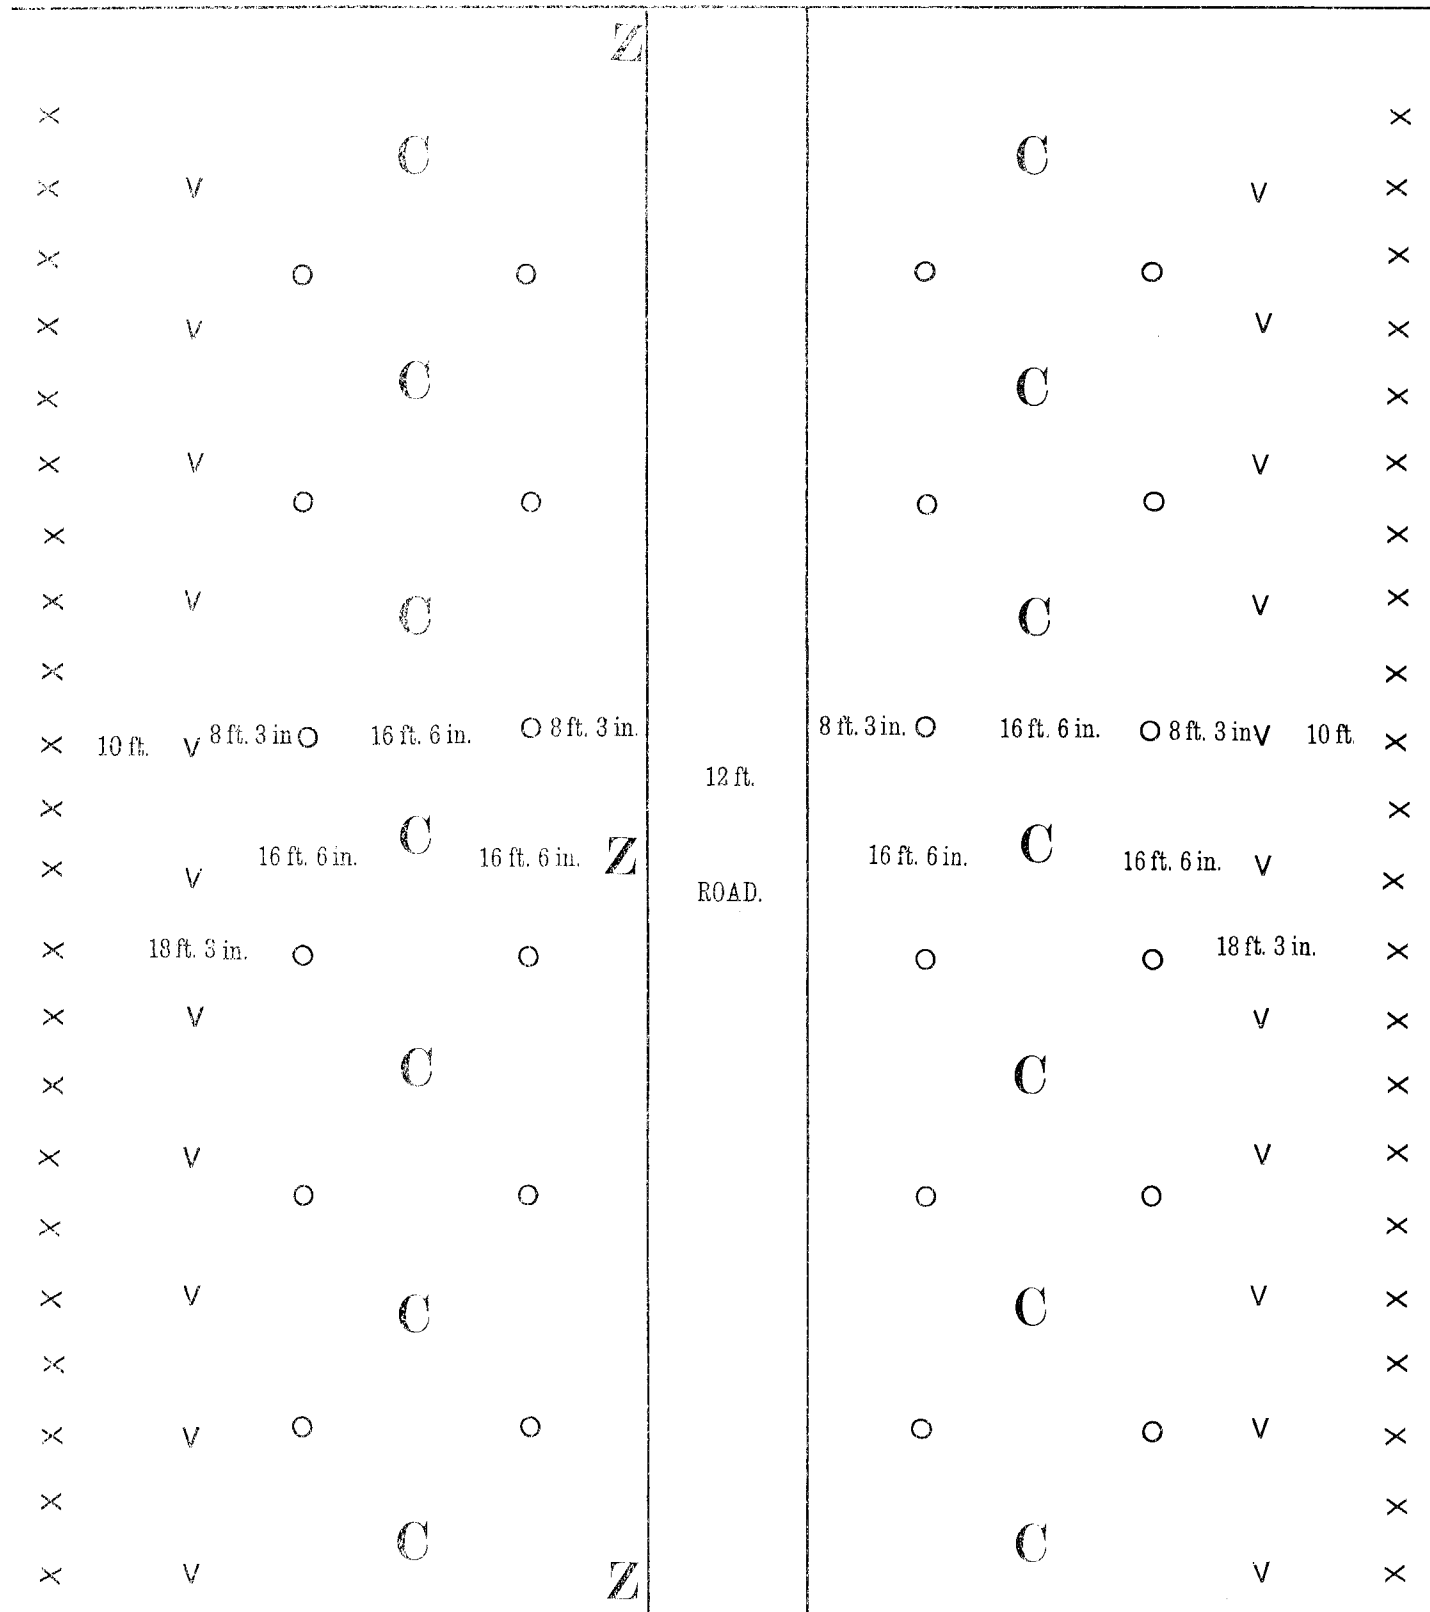 Z
× ×
C C
× V V ×
× ×
O O O O
× V V ×
C C
× ×
× V V ×
O O O O
× ×
× V V ×
C C
× ×
× 10 ft. V 8 ft. 3 in O 16 ft. 6 in. O 8 ft. 3 in. 8 ft. 3 in. O 16 ft. 6 in. O 8 ft. 3 in V 10 ft ×
12 ft.
× ×
C C
× V 16 ft. 6 in. 16 ft. 6 in. Z 16 ft. 6 in. 16 ft. 6 in. V ×
ROAD.
× 18 ft. 3 in. O O O O 18 ft. 3 in. ×
× V V ×
C C
× ×
× V V ×
O O O O
× ×
× V V ×
C C
× ×
O O O O
× V V ×
× ×
C C
× V Z V ×